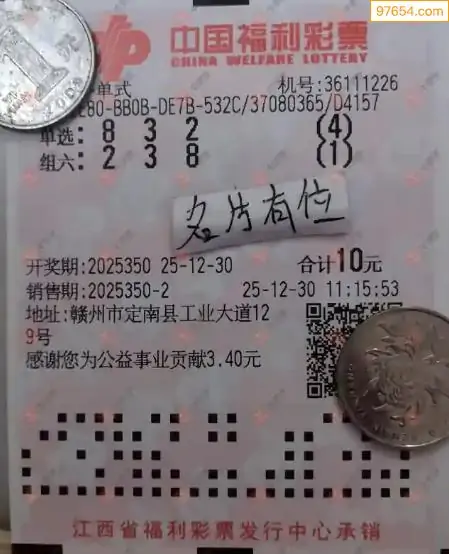 97654.com
中国福利彩票
CHINA WELFARE LOTTERY
单式 机号:36111226
E80-BB0B-DE7B-532C/37080365/D4157
单选: 8 3 2 (4)
组六: 2 3 8 (1)
名片有位
开奖期:2025350 25-12-30 合计10元
销售期:2025350-2 25-12-30 11:15:53
地址:赣州市定南县工业大道12
9号
感谢您为公益事业贡献3.40元
江西省福利彩票发行中心承销